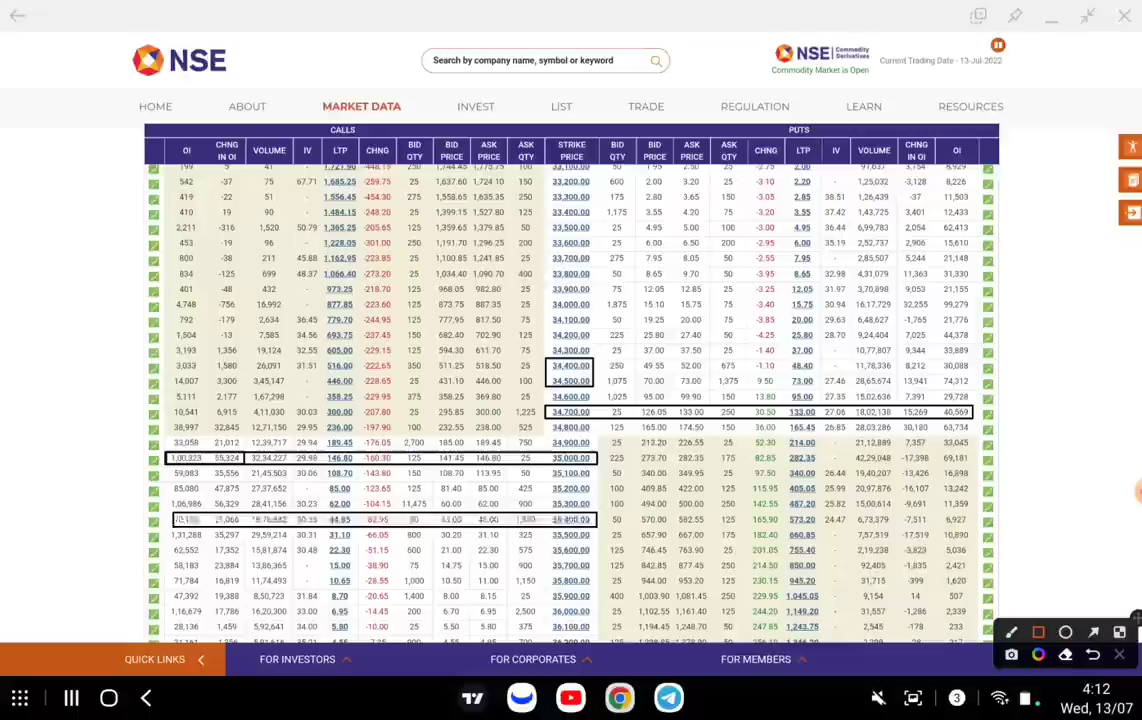 NSE
Search by company name, symbol or keyword
NSE Commodity Derivatives
Commodity Market is Open
Current Trading Date - 13-Jul-2022
HOME ABOUT MARKET DATA INVEST LIST TRADE REGULATION LEARN RESOURCES
CALLS PUTS
OI CHNG IN OI VOLUME IV LTP CHNG BID QTY BID PRICE ASK PRICE ASK QTY STRIKE PRICE BID QTY BID PRICE ASK PRICE ASK QTY CHNG LTP IV VOLUME CHNG IN OI OI
542 -37 75 67.71 1,685.25 -259.75 25 1,637.60 1,724.10 150 33,200.00 600 2.00 3.20 25 -3.10 2.20 - 1,25,032 -3,128 8,226
419 -22 51 - 1,556.45 -454.30 275 1,558.65 1,635.35 250 33,300.00 175 2.80 3.65 150 -3.05 2.85 38.51 1,26,439 -37 11,503
410 19 90 - 1,484.15 -248.20 25 1,399.15 1,527.80 125 33,400.00 1,175 3.55 4.20 75 -3.20 3.55 37.42 1,43,725 3,401 12,433
2,211 -316 1,520 50.79 1,365.25 -205.65 125 1,359.65 1,379.85 50 33,500.00 25 4.95 5.00 100 -3.00 4.95 36.44 6,99,783 2,054 62,413
453 -19 96 - 1,228.05 -301.00 250 1,191.70 1,296.25 200 33,600.00 25 6.00 6.50 200 -2.95 6.00 35.19 2,52,737 2,906 15,610
800 -38 211 45.88 1,162.95 -223.85 25 1,100.85 1,241.85 25 33,700.00 275 7.95 8.05 50 -2.55 7.95 - 2,85,507 5,244 21,148
834 -125 699 48.37 1,066.40 -273.20 25 1,034.40 1,090.70 400 33,800.00 50 8.65 9.70 50 -3.95 8.65 32.98 4,31,079 11,363 31,330
401 -48 432 - 973.25 -218.70 125 968.05 982.80 25 33,900.00 75 12.05 12.85 25 -3.25 12.05 31.97 3,70,898 9,053 21,155
4,748 -756 16,992 - 877.85 -223.60 125 873.75 887.35 25 34,000.00 1,875 15.10 15.75 75 -3.40 15.75 30.94 16,17,729 32,255 99,279
792 -179 2,634 36.45 779.70 -244.95 125 777.95 817.50 75 34,100.00 50 19.25 20.00 75 -3.85 20.00 29.63 6,48,627 -1,765 21,776
1,504 -13 7,585 34.56 693.75 -237.45 150 682.40 702.90 125 34,200.00 225 25.80 27.40 50 -4.25 25.80 28.70 9,24,404 7,025 44,378
3,193 1,356 19,124 32.55 605.00 -229.15 125 594.30 611.70 75 34,300.00 25 37.00 37.50 25 -1.40 37.00 - 10,77,807 9,344 33,889
3,033 1,580 26,091 31.51 516.00 -222.65 350 511.25 518.50 25 34,400.00 250 49.55 52.00 675 -1.10 48.40 - 11,78,336 8,212 30,088
14,007 3,300 3,45,147 - 446.00 -228.65 25 431.10 446.00 100 34,500.00 1,075 70.00 73.00 1,375 9.50 73.00 27.46 28,65,674 13,941 74,312
5,111 2,177 1,67,298 - 358.25 -229.95 375 358.25 369.80 25 34,600.00 1,025 95.00 99.90 150 13.80 95.00 27.35 15,02,636 7,391 29,728
10,541 6,915 4,11,030 30.03 300.00 -207.80 25 295.85 300.00 1,225 34,700.00 25 126.05 133.00 250 30.50 133.00 27.06 18,02,138 15,269 40,569
38,997 32,845 12,71,150 29.95 236.00 -197.90 100 232.55 238.00 525 34,800.00 125 165.00 174.50 150 36.00 165.45 26.85 28,03,286 30,180 63,734
33,058 21,012 12,39,717 29.94 189.45 -176.05 2,700 185.00 189.45 750 34,900.00 25 213.20 226.55 25 52.30 214.00 - 21,12,889 7,357 33,045
1,00,323 55,324 32,34,227 29.98 146.80 -160.30 125 141.45 146.80 25 35,000.00 225 273.70 282.35 175 82.85 282.35 - 42,29,048 -17,398 69,181
59,083 35,556 21,45,503 30.06 108.70 -143.80 150 108.70 113.95 50 35,100.00 50 340.00 349.95 25 97.50 340.00 26.44 19,40,207 -13,426 16,898
85,080 47,925 27,37,652 - 85.00 -123.65 125 81.40 85.00 425 35,200.00 100 409.85 422.00 125 115.95 405.05 25.99 20,97,876 -16,107 13,242
1,06,986 56,329 28,41,156 30.23 62.00 -104.15 11,475 60.00 62.00 900 35,300.00 100 494.00 500.00 25 142.55 487.20 25.82 15,00,614 -9,691 11,359
44.85 -82.95 50 570.00 582.55 125 165.90 573.20 24.47 6,73,379 -7,511 6,927
1,31,288 35,297 29,59,214 30.31 31.10 -66.05 800 30.20 31.10 325 35,500.00 25 657.90 667.00 175 182.40 660.85 - 7,57,519 -17,519 10,890
62,552 17,352 15,81,874 30.48 22.30 -51.15 600 21.00 22.30 575 35,600.00 125 746.45 763.90 25 201.05 755.40 - 2,19,238 -3,823 5,036
58,183 23,884 13,86,365 - 15.00 -38.90 75 14.75 15.00 900 35,700.00 125 842.85 877.45 250 214.50 850.00 - 92,405 -1,835 2,421
71,784 16,819 11,74,493 - 10.65 -28.55 1,000 10.50 11.00 1,150 35,800.00 25 944.00 953.20 125 230.15 945.20 - 31,715 -399 1,620
47,392 19,388 8,50,723 31.84 8.70 -20.65 1,400 8.00 8.15 25 35,900.00 400 1,003.90 1,081.45 250 229.95 1,045.05 - 9,154 14 507
1,16,679 17,786 16,20,300 33.00 6.95 -14.45 200 6.70 6.95 2,500 36,000.00 25 1,102.55 1,161.40 125 244.20 1,149.20 - 31,557 -1,286 2,339
28,136 1,459 5,92,641 34.00 5.80 -10.00 25 5.50 5.80 375 36,100.00 25 1,194.45 1,248.70 50 247.85 1,243.75 - 2,545 -178 233
QUICK LINKS FOR INVESTORS FOR CORPORATES FOR MEMBERS
3
4:12
Wed, 13/07